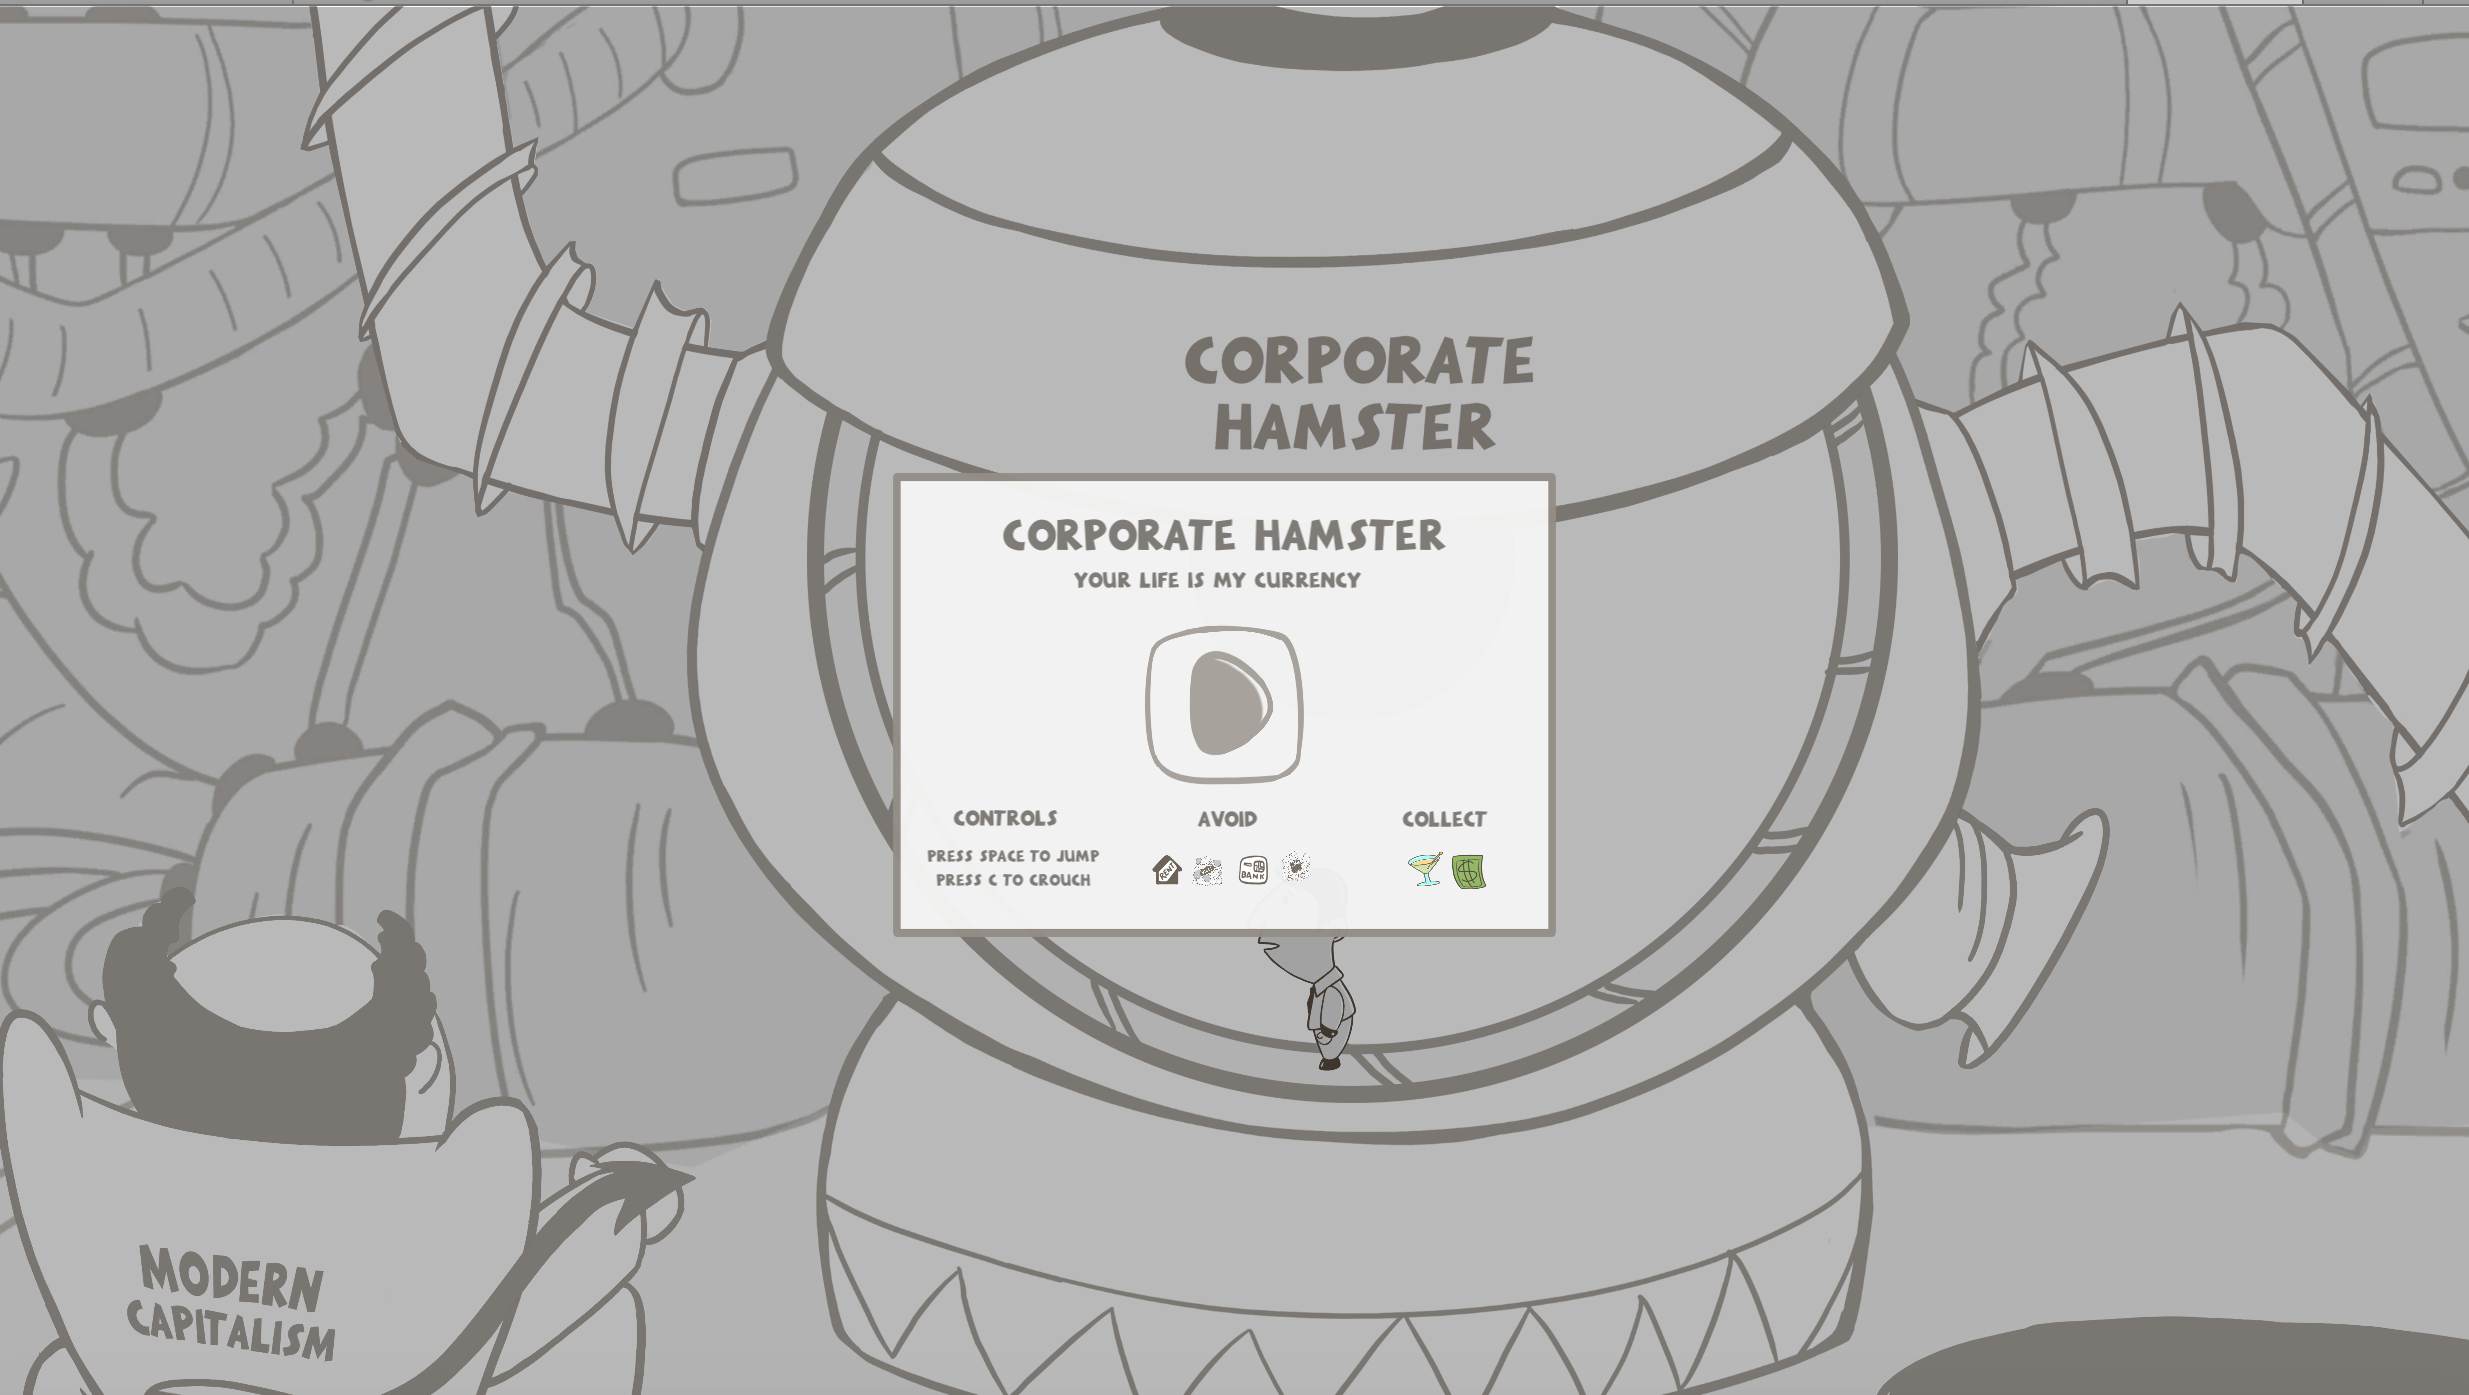 CORPORATE
HAMSTER
CORPORATE HAMSTER
YOUR LIFE IS MY CURRENCY
CONTROLS
AVOID
COLLECT
PRESS SPACE TO JUMP
PRESS C TO CROUCH
RENT
BANK
MODERN
CAPITALISM